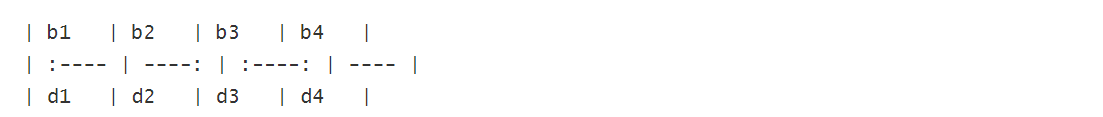 | b1   | b2   | b3   | b4   |
| :---- | ----: | :----: | ---- |
| d1   | d2   | d3   | d4   |